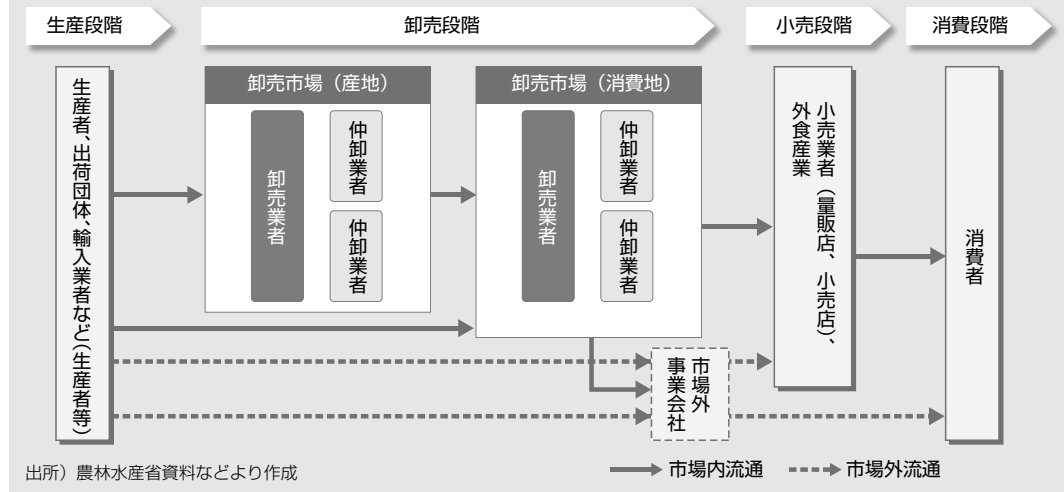 生産段階
卸売段階
小売段階
消費段階
生産者、出荷団体、輸入業者など（生産者等）
卸売市場（産地）
卸売業者
仲卸業者
仲卸業者
卸売市場（消費地）
卸売業者
仲卸業者
仲卸業者
小売業者（量販店、小売店）、
外食産業
消費者
市場外
事業会社
出所）農林水産省資料などより作成
市場内流通
市場外流通